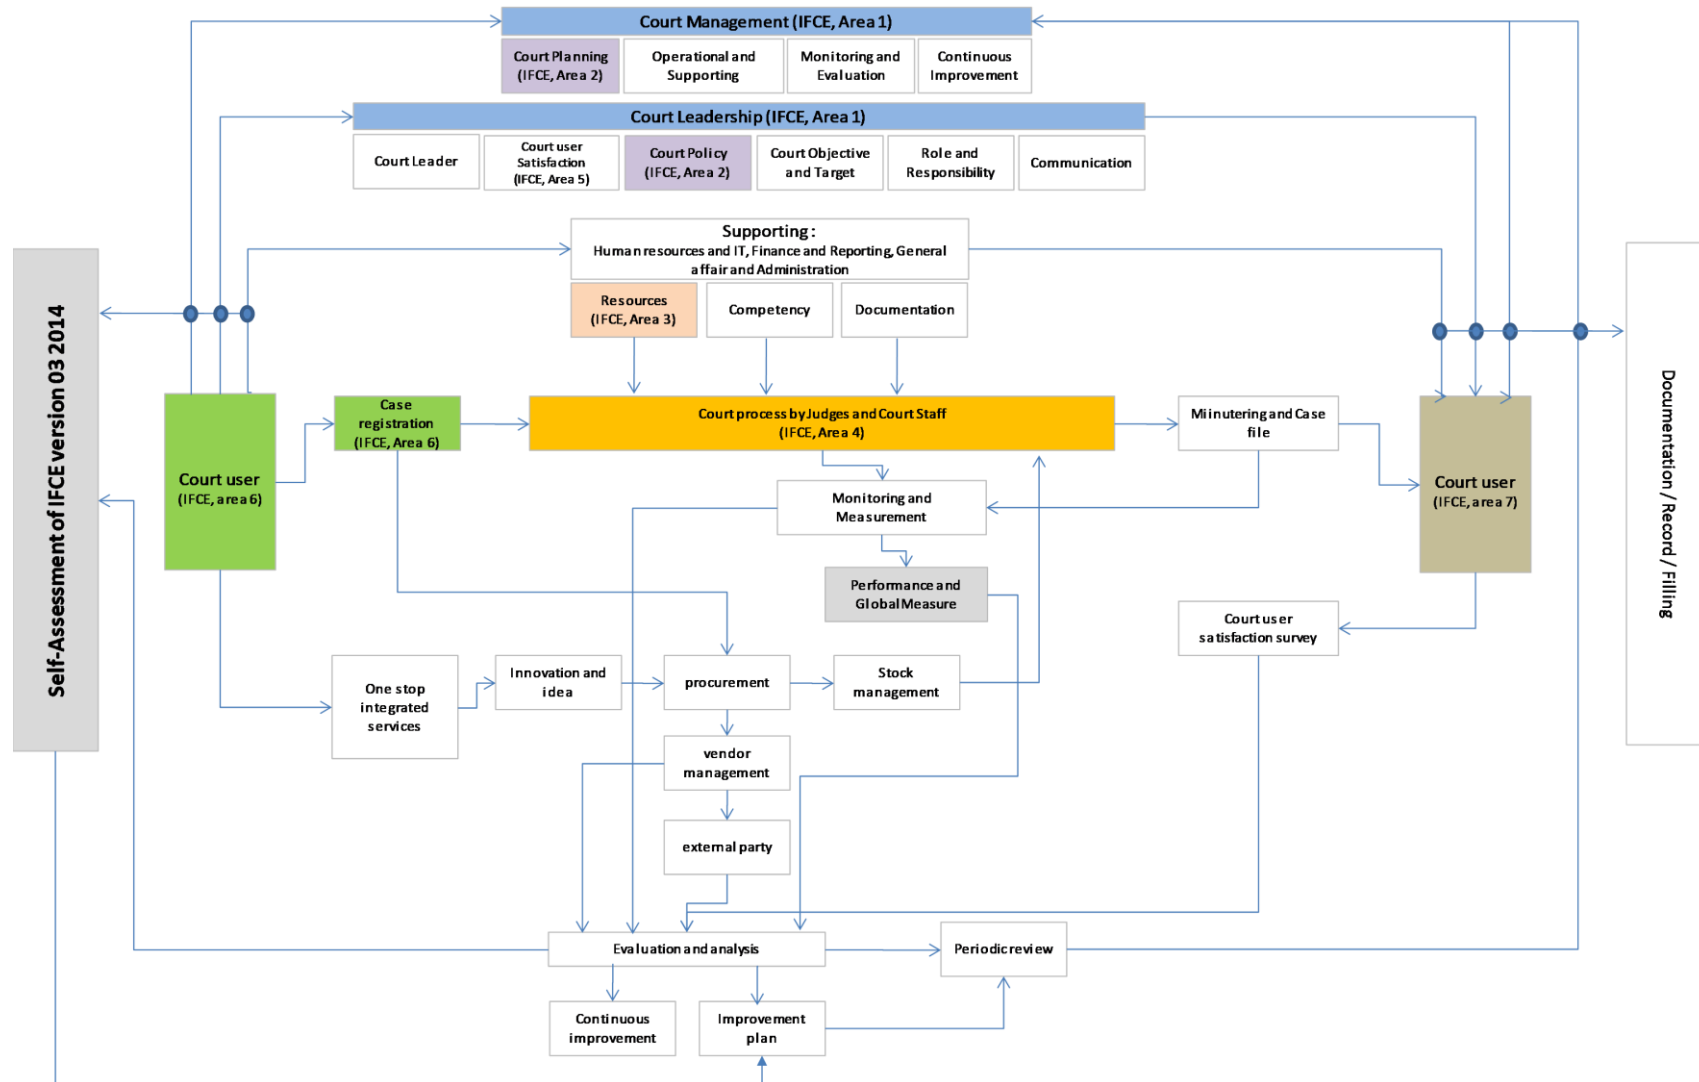 Court Management (IFCE, Area 1)
Court Planning
(IFCE, Area 2)
Operational and
Supporting
Monitoring and
Evaluation
Continuous
Improvement
Court Leadership (IFCE, Area 1)
Court Leader
Court user
Satisfaction
(IFCE, Area 5)
Court Policy
(IFCE, Area 2)
Court Objective
and Target
Role and
Responsibility
Communication
Supporting :
Human resources and IT, Finance and Reporting, General
affair and Administration
Resources
(IFCE, Area 3)
Competency
Documentation
Self-Assessment of IFCE version 03 2014
Court user
(IFCE, area 6)
Case
registration
(IFCE, Area 6)
Court process by Judges and Court Staff
(IFCE, Area 4)
Miinutering and Case
file
Court user
(IFCE, area 7)
Documentation / Record / Filling
Monitoring and
Measurement
Performance and
Global Measure
Court user
satisfaction survey
One stop
integrated
services
Innovation and
idea
procurement
Stock
management
vendor
management
external party
Evaluation and analysis
Periodic review
Continuous
improvement
Improvement
plan